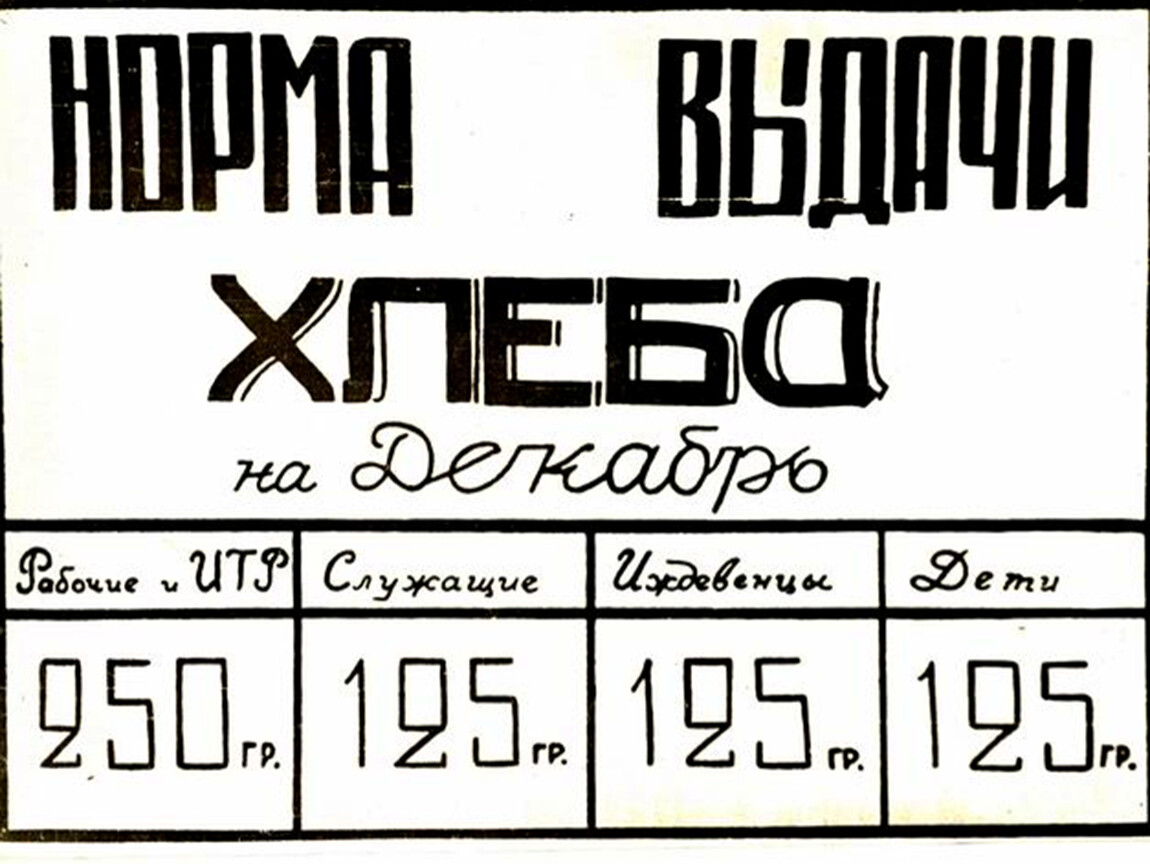 НОРМА ВЫДАЧИ
ХЛЕБА
на Декабрь
Рабочие и ИТР Служащие Иждевенцы Дети
250 гр. 125 гр. 125 гр. 125 гр.